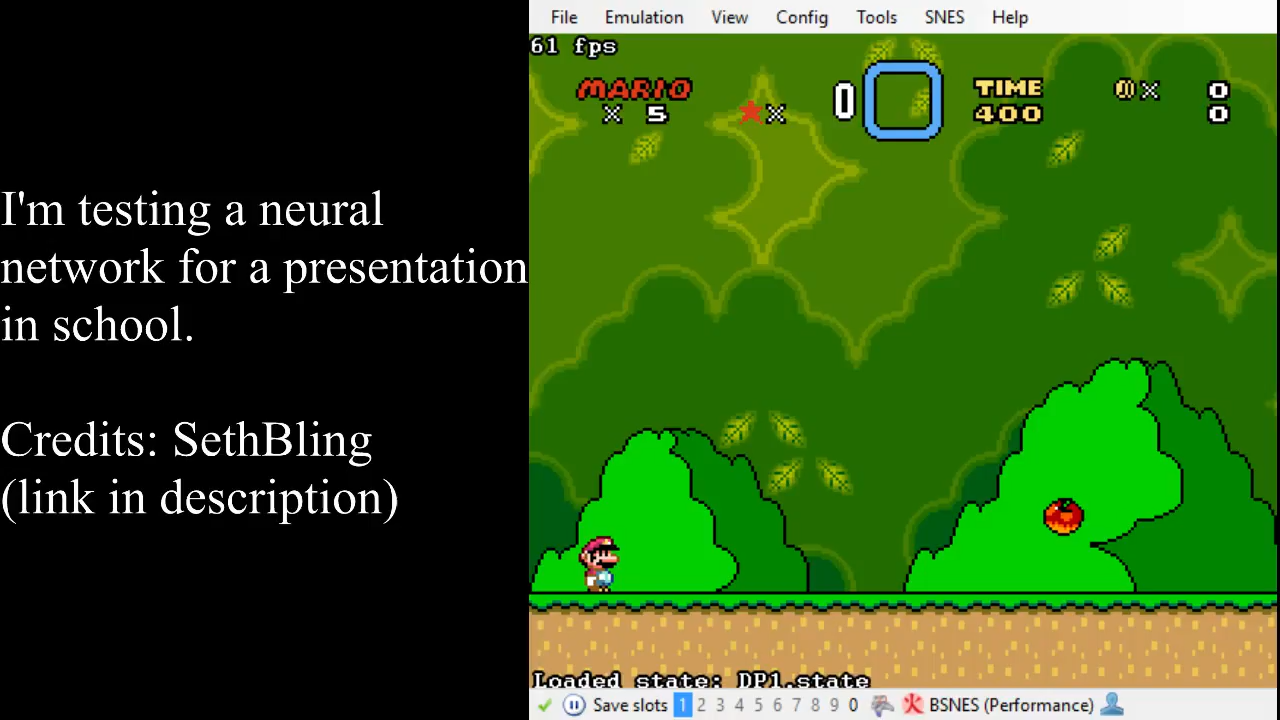 I'm testing a neural
network for a presentation
in school.
Credits: SethBling
(link in description)
File Emulation View Config Tools SNES Help
61 fps
MARIO TIME x 0
x 5 x 0 400 0
Loaded state: DP1.state
Save slots 1 2 3 4 5 6 7 8 9 0 BSNES (Performance)